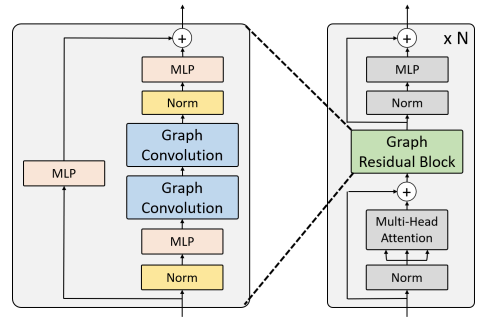 MLP
Norm
Graph
Convolution
Graph
Convolution
MLP
Norm
MLP
x N
MLP
Norm
Graph
Residual Block
Multi-Head
Attention
Norm